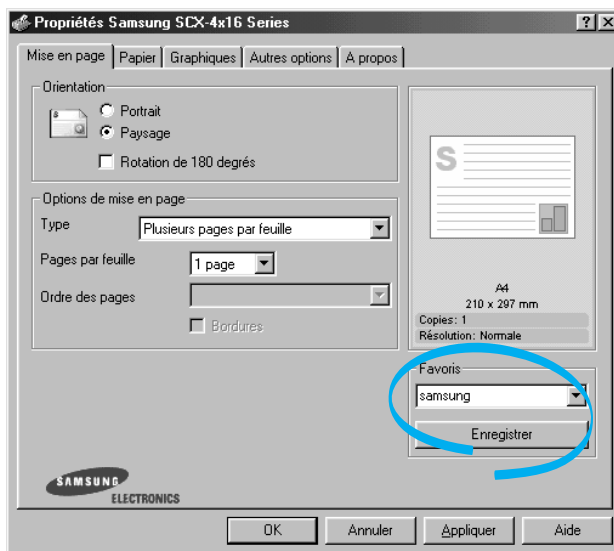 Propriétés Samsung SCX-4x16 Series
Mise en page Papier Graphiques Autres options A propos
Orientation
Portrait
Paysage
Rotation de 180 degrés
Options de mise en page
Type Plusieurs pages par feuille
Pages par feuille 1 page
Ordre des pages
Bordures
S
S
A4
210 x 297 mm
Copies: 1
Résolution: Normale
Favoris
samsung
Enregistrer
SAMSUNG
ELECTRONICS
OK Annuler Appliquer Aide